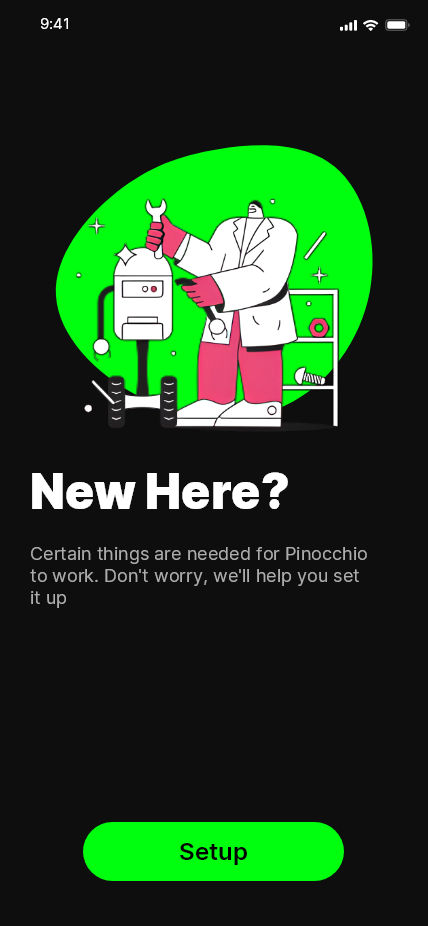 9:41
New Here?
Certain things are needed for Pinocchio
to work. Don't worry, we'll help you set
it up
Setup